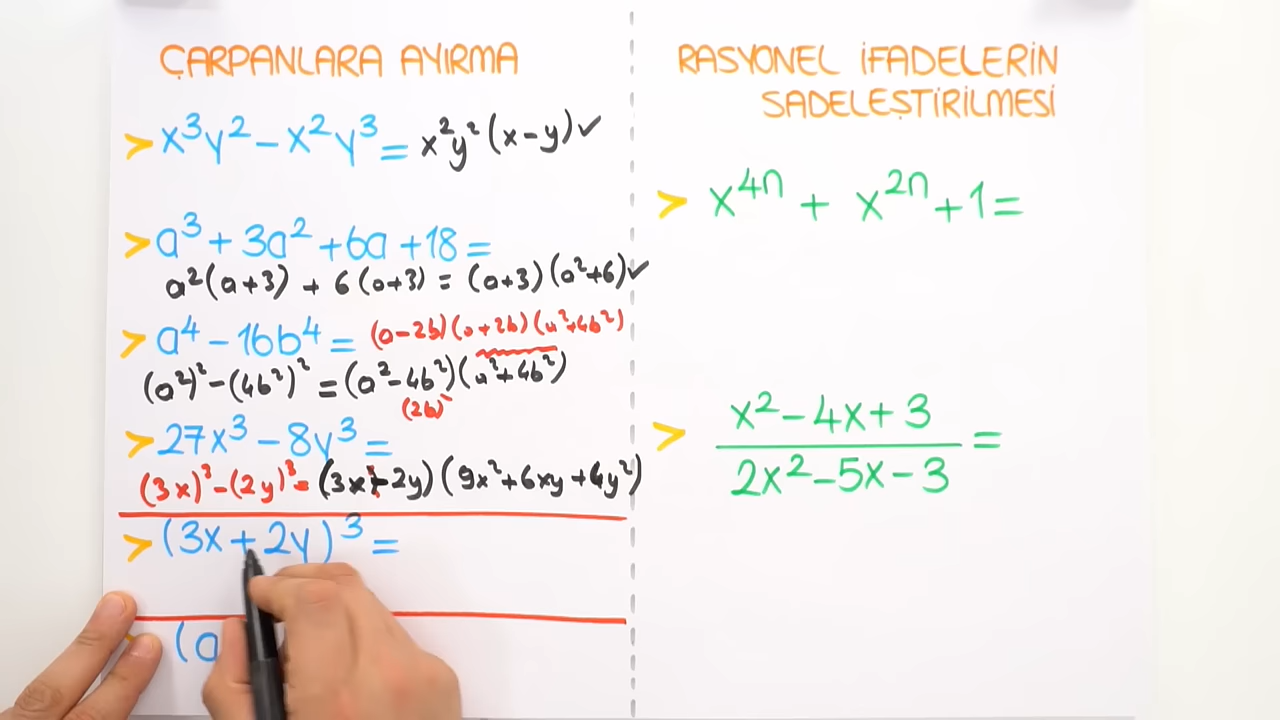 ÇARPANLARA AYIRMA
> x³y² - x²y³ = x²y²(x-y)✓
> a³ + 3a² + 6a + 18 =
a²(a+3) + 6(a+3) = (a+3)(a²+6)✓
> a⁴ - 16b⁴ = (a-2b)(a+2b)(a²+4b²)
(a²)² - (4b²)² = (a²-4b²)(a²+4b²)
(2b)²
> 27x³ - 8y³ =
(3x)³ - (2y)³ = (3x-2y)(9x²+6xy+4y²)
> (3x+2y)³ =
(a
RASYONEL İFADELERİN
SADELEŞTİRİLMESİ
> x⁴ⁿ + x²ⁿ + 1 =
> x² - 4x + 3
2x² - 5x - 3 =